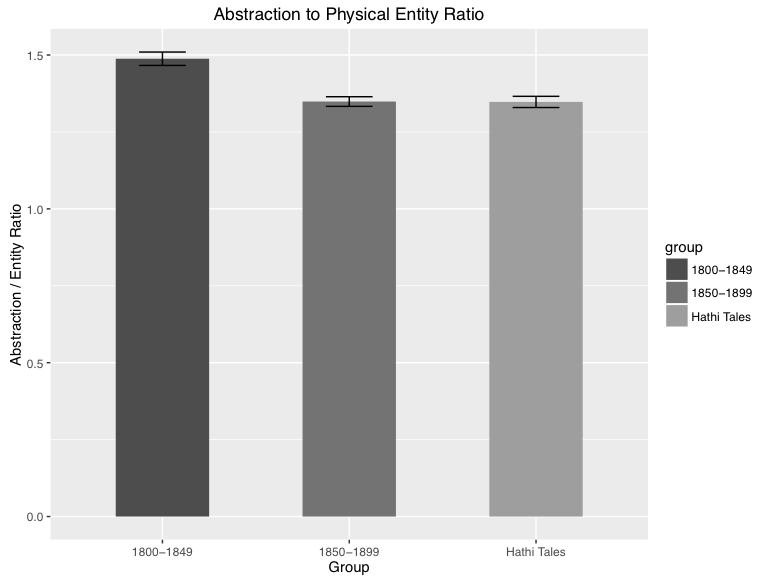 Abstraction to Physical Entity Ratio
Abstraction / Entity Ratio
1.5
1.0
0.5
0.0
1800−1849
1850−1899
Hathi Tales
Group
group
1800−1849
1850−1899
Hathi Tales